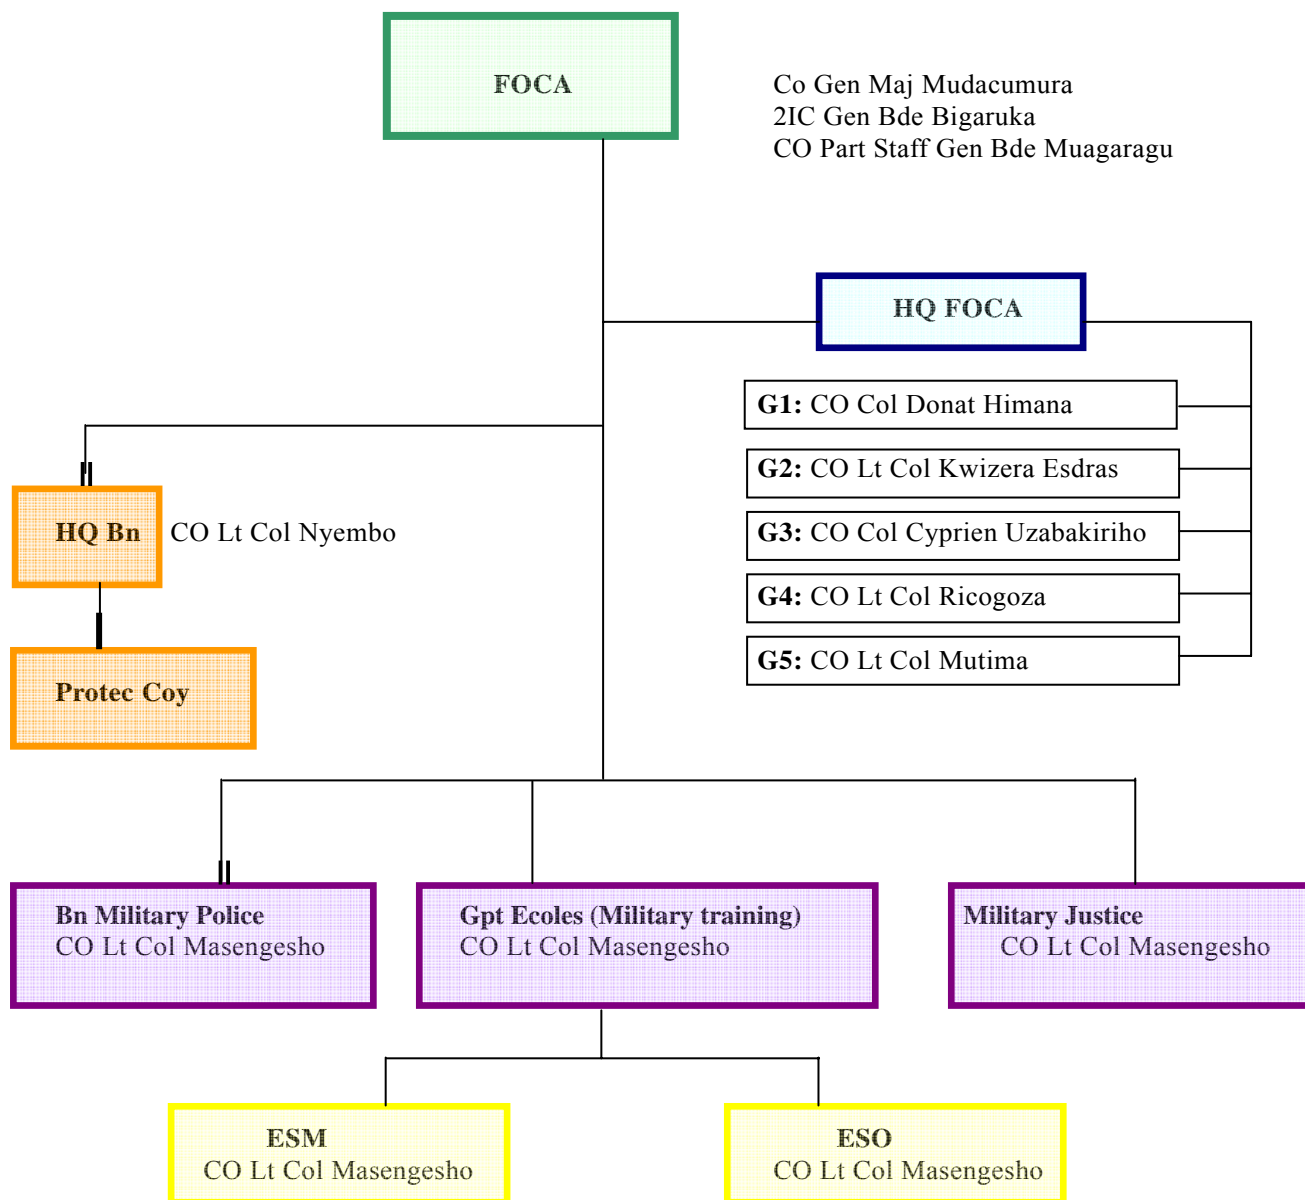 FOCA
Co Gen Maj Mudacumura
2IC Gen Bde Bigaruka
CO Part Staff Gen Bde Muagaragu
HQ FOCA
G1: CO Col Donat Himana
G2: CO Lt Col Kwizera Esdras
G3: CO Col Cyprien Uzabakiriho
G4: CO Lt Col Ricogoza
G5: CO Lt Col Mutima
HQ Bn
CO Lt Col Nyembo
Protec Coy
Bn Military Police
CO Lt Col Masengesho
Gpt Ecoles (Military training)
CO Lt Col Masengesho
Military Justice
CO Lt Col Masengesho
ESM
CO Lt Col Masengesho
ESO
CO Lt Col Masengesho